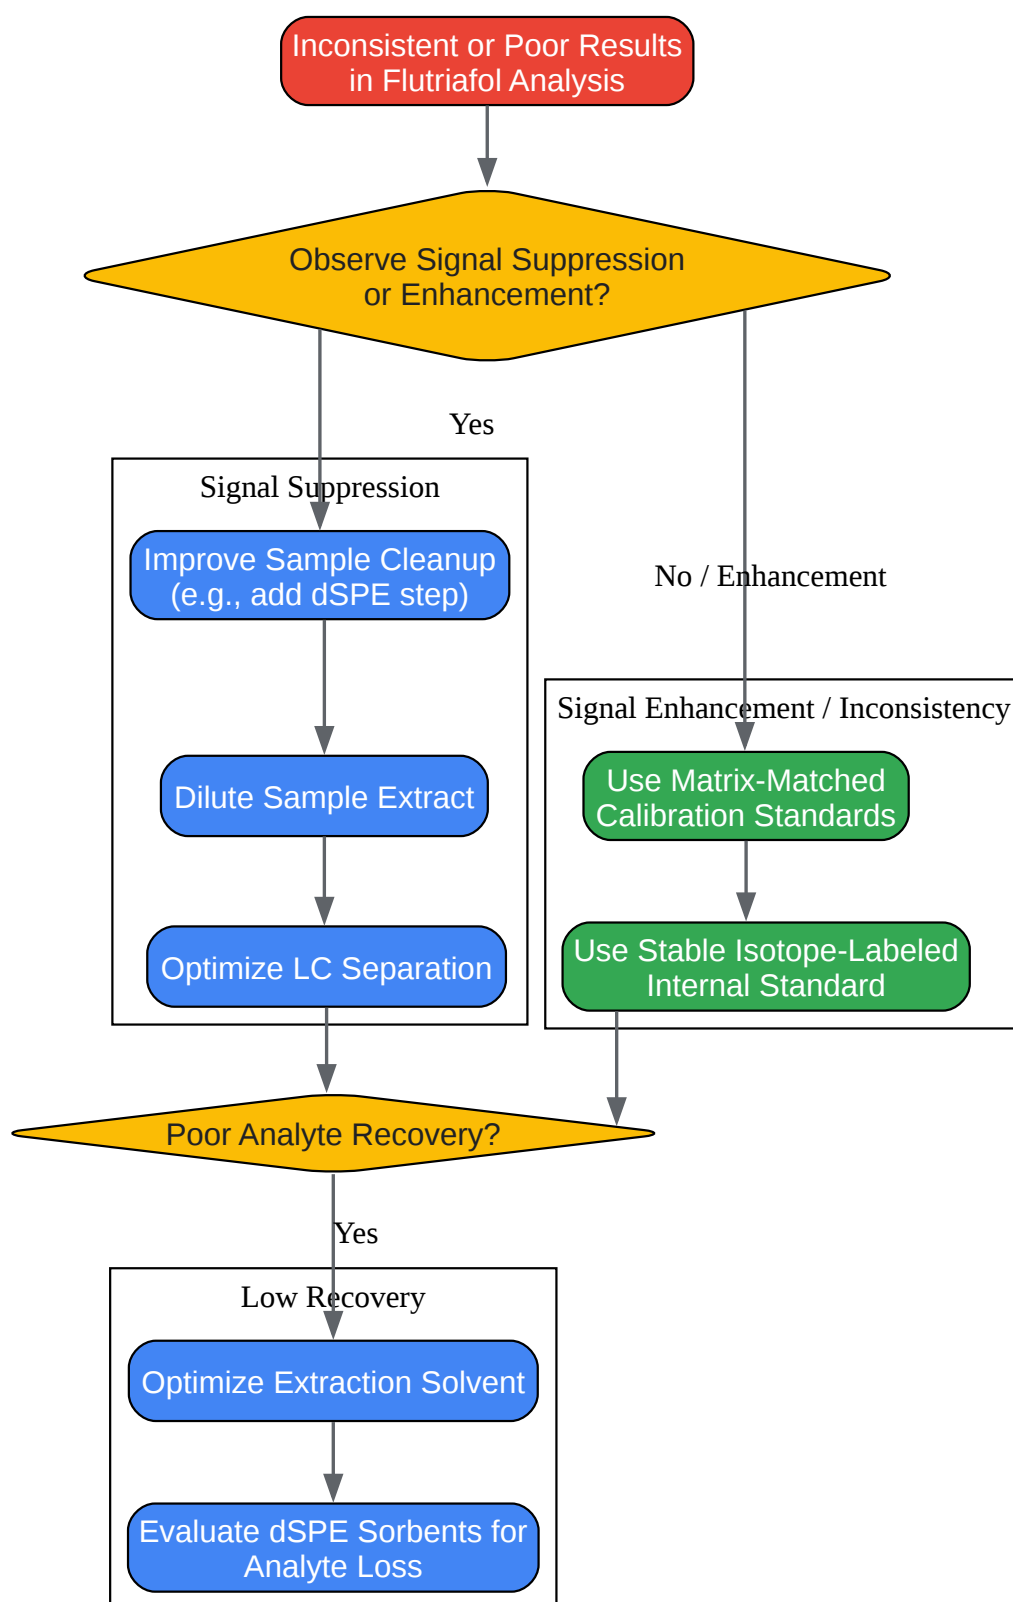 Inconsistent or Poor Results
in Flutriafol Analysis
Observe Signal Suppression
or Enhancement?
Yes
Signal Suppression
Improve Sample Cleanup
(e.g., add dSPE step)
No / Enhancement
Signal Enhancement / Inconsistency
Use Matrix-Matched
Calibration Standards
Dilute Sample Extract
Optimize LC Separation
Use Stable Isotope-Labeled
Internal Standard
Poor Analyte Recovery?
Yes
Low Recovery
Optimize Extraction Solvent
Evaluate dSPE Sorbents for
Analyte Loss